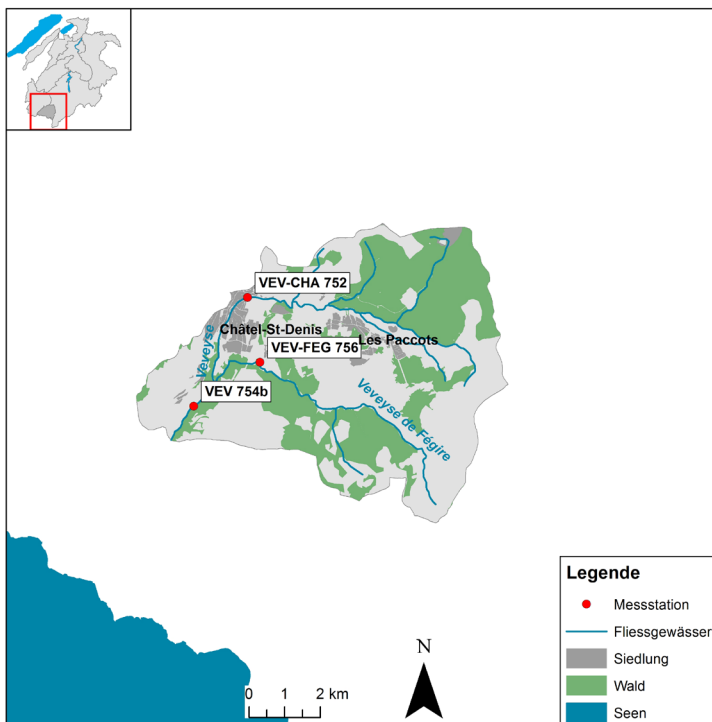 VEV-CHA 752
Châtel-St-Denis
Les Paccots
VEV-FEG 756
Veveyse
VEV 754b
Veveyse de Fégire
Legende
Messstation
Fliessgewässer
Siedlung
Wald
Seen
N
0 1 2 km